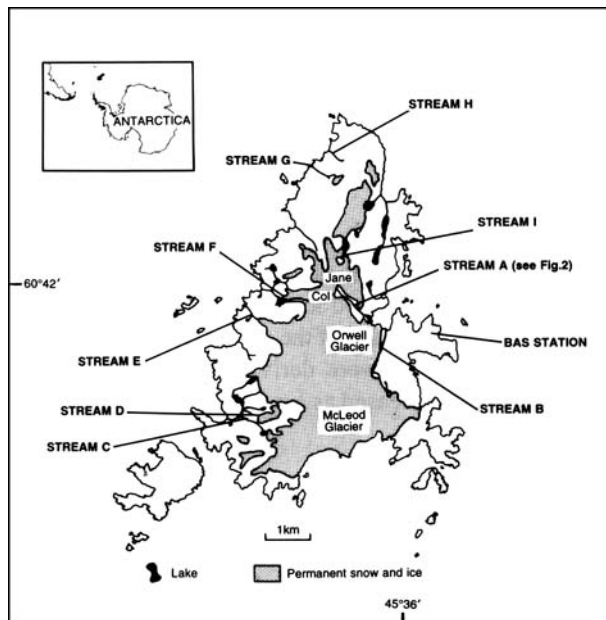 ANTARCTICA
STREAM H
STREAM G
STREAM I
STREAM F
STREAM A (see Fig.2)
60°42′
Jane
Col
Orwell
Glacier
BAS STATION
STREAM E
STREAM D
McLeod
Glacier
STREAM B
STREAM C
1km
Lake
Permanent snow and ice
45°36′